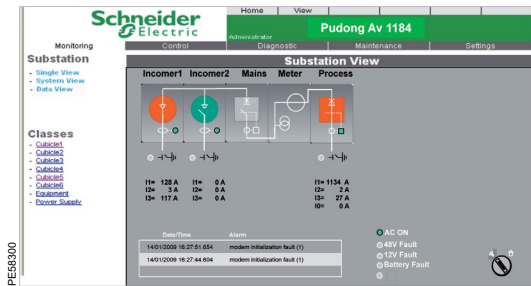 Schneider
Electric
Home View
Administrator
Pudong Av 1184
Monitoring Control Diagnostic Maintenance Settings
Substation
- Single View
- System View
- Data View
Classes
- Cubicle1
- Cubicle2
- Cubicle3
- Cubicle4
- Cubicle5
- Cubicle6
- Equipment
- Power Supply
Substation View
Incomer1 Incomer2 Mains Meter Process
I1= 128 A I1= 0 A I1= 1134 A
I2= 3 A I2= 0 A I2= 2 A
I3= 117 A I3= 0 A I3= 27 A
I0= 0 A
Date/Time Alarm
14/01/2009 16:27:51.654 modem initialization fault (1)
14/01/2009 16:27:44.604 modem initialization fault (1)
AC ON
48V Fault
12V Fault
Battery Fault
PE58300